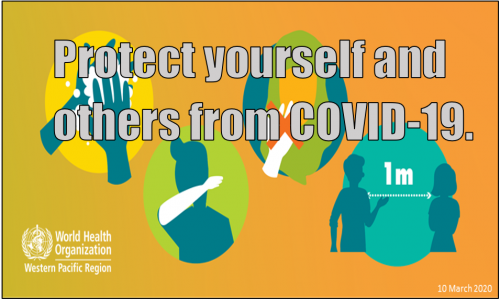 Protect yourself and
others from COVID-19.
1m
World Health
Organization
Western Pacific Region
10 March 2020